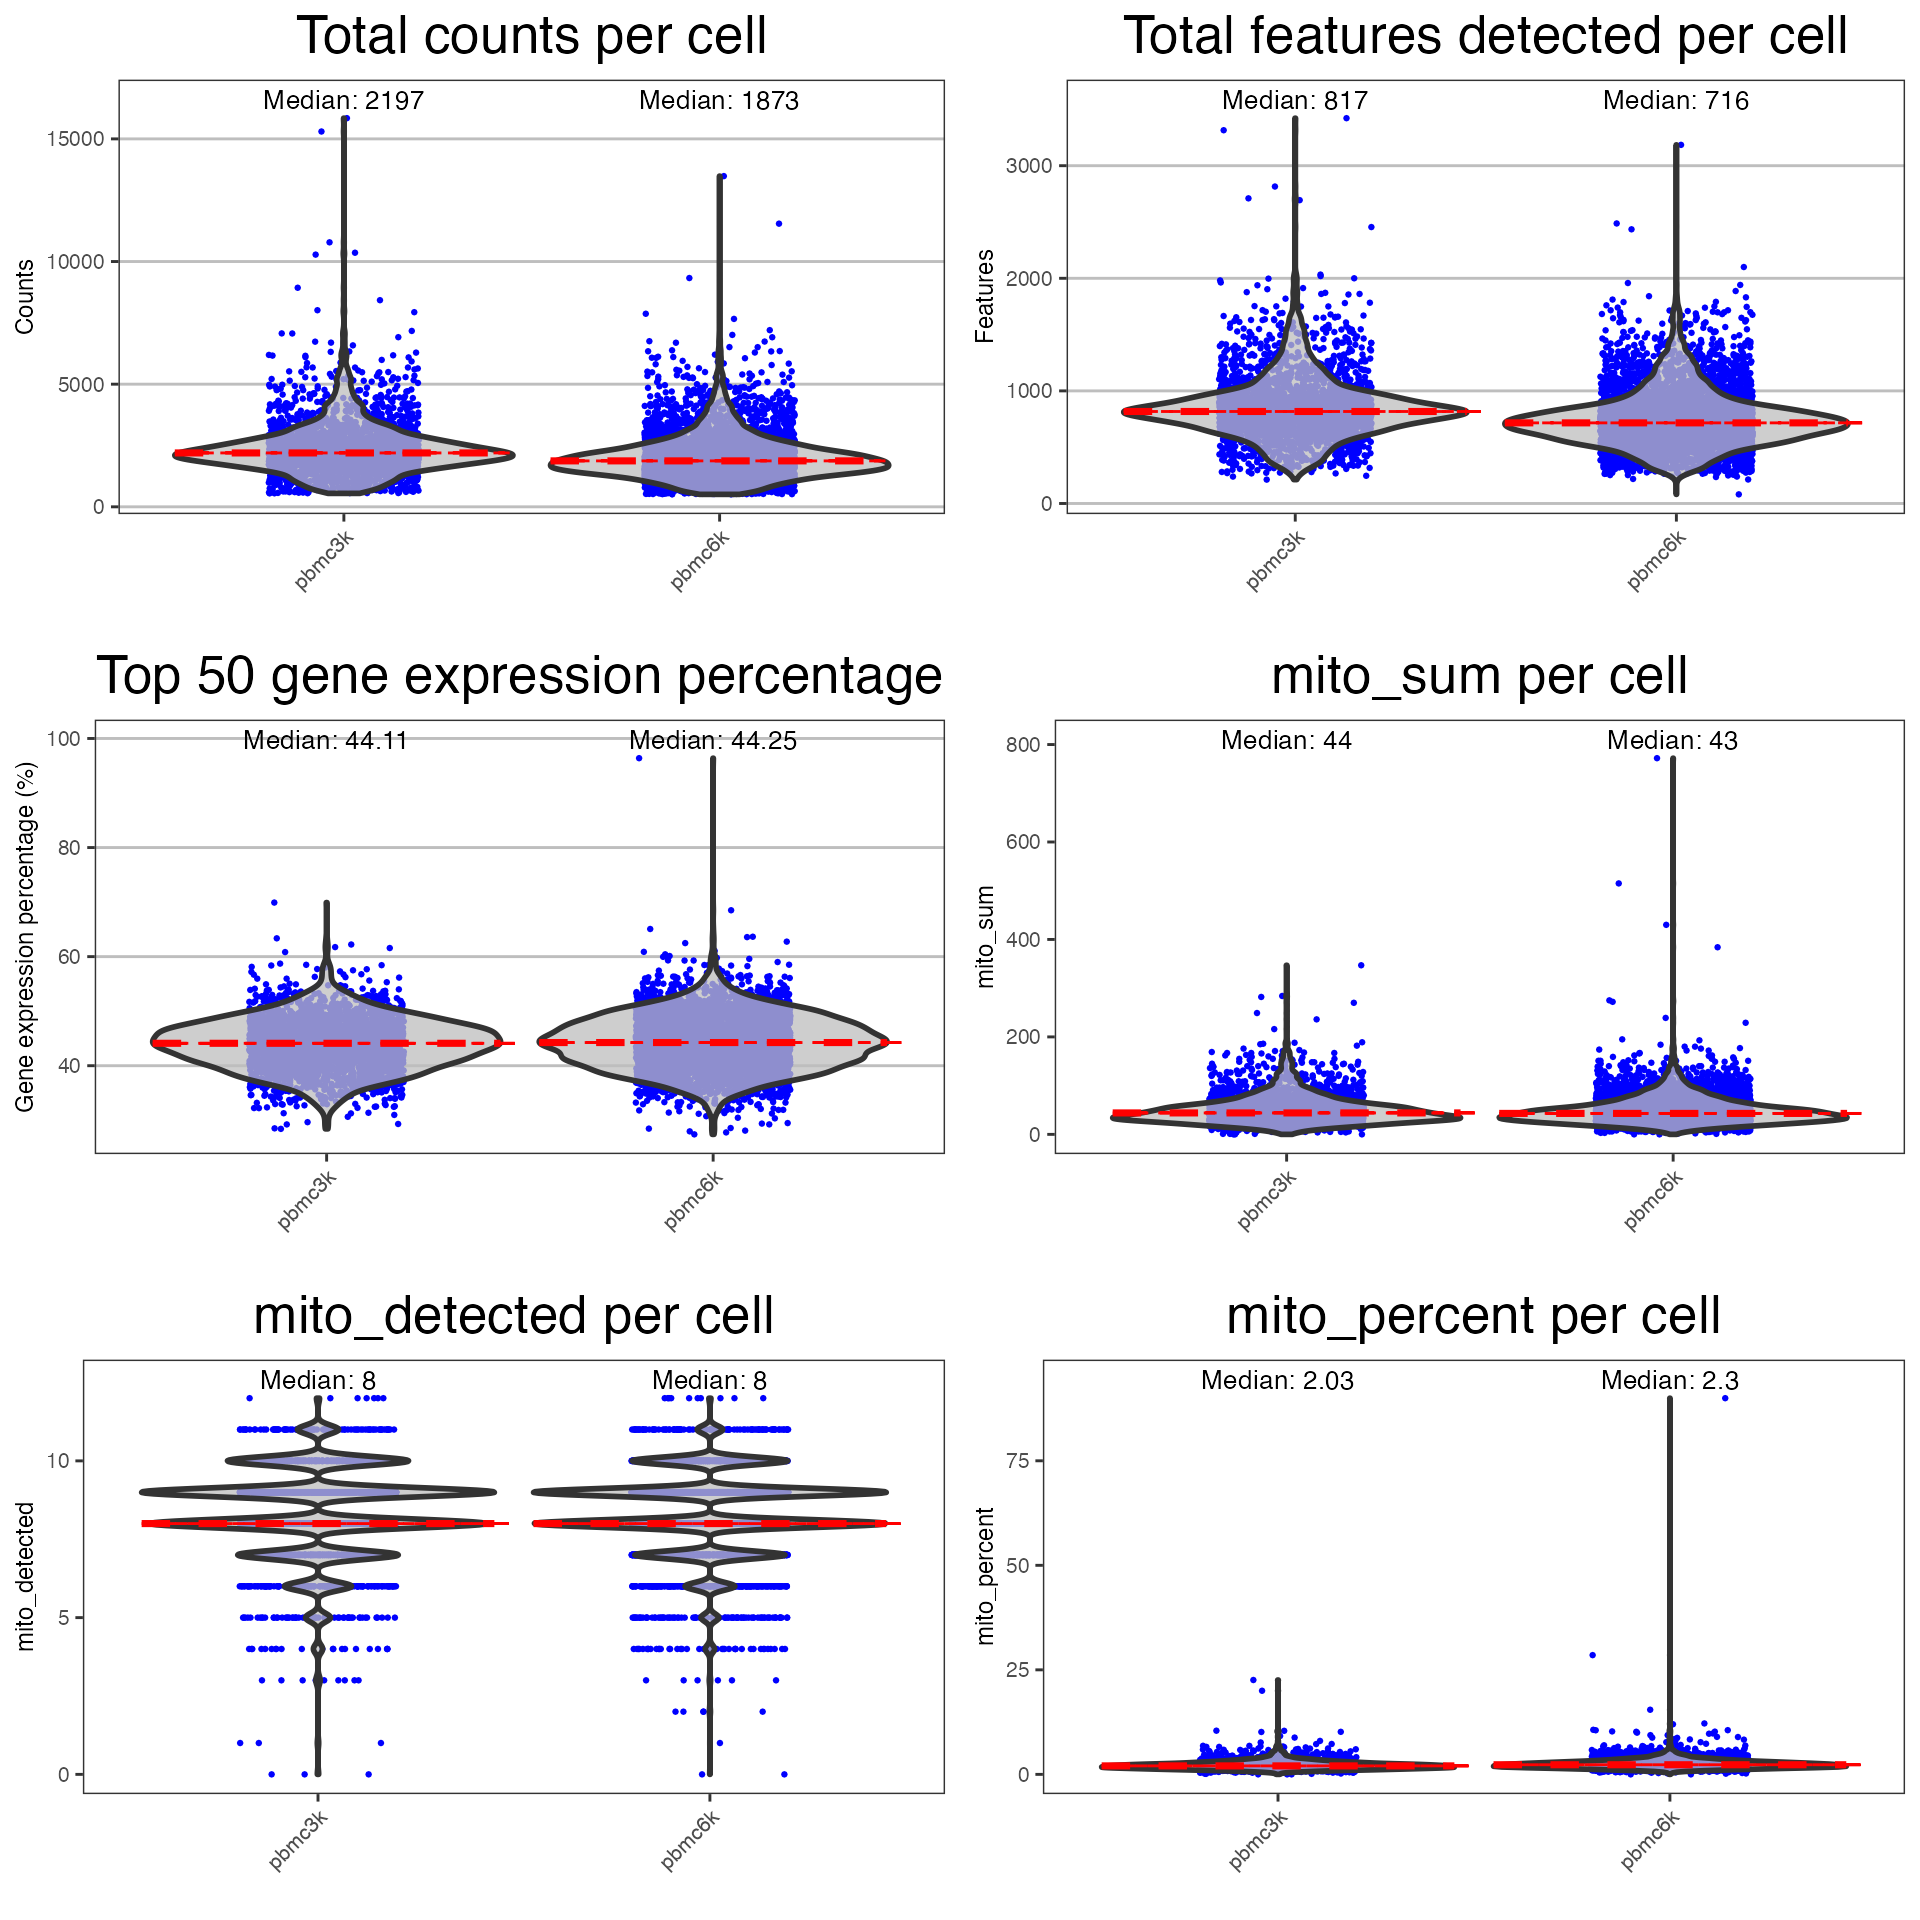 Total counts per cell
Median: 2197
Median: 1873
15000
10000
5000
0
Counts
pbmc3k
pbmc6k
Total features detected per cell
Median: 817
Median: 716
3000
2000
1000
0
Features
pbmc3k
pbmc6k
Top 50 gene expression percentage
Median: 44.11
Median: 44.25
100
80
60
40
Gene expression percentage (%)
pbmc3k
pbmc6k
mito_sum per cell
Median: 44
Median: 43
800
600
400
200
0
mito_sum
pbmc3k
pbmc6k
mito_detected per cell
Median: 8
Median: 8
10
5
0
mito_detected
pbmc3k
pbmc6k
mito_percent per cell
Median: 2.03
Median: 2.3
75
50
25
0
mito_percent
pbmc3k
pbmc6k